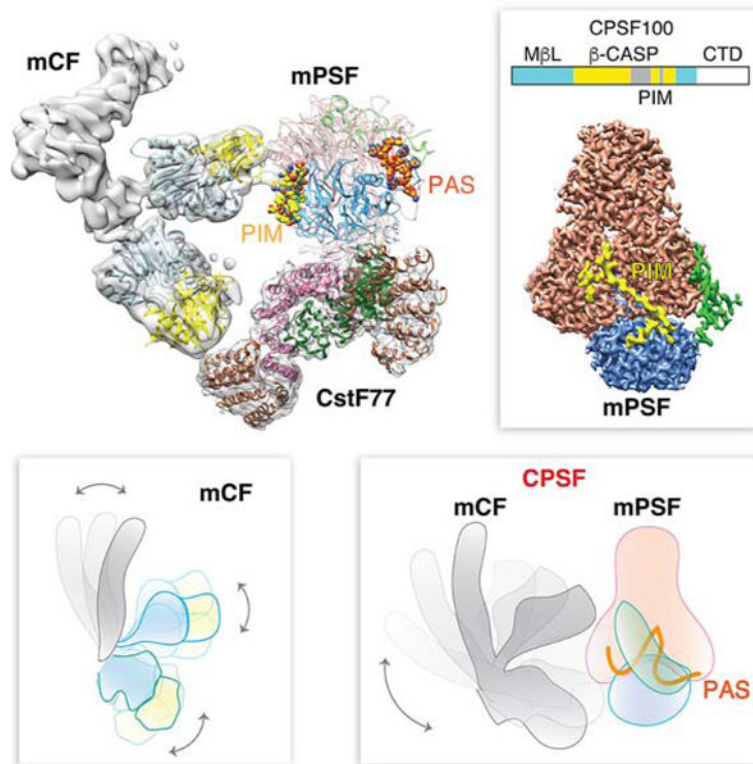 mCF
mPSF
PAS
PIM
CstF77
CPSF100
MβL β-CASP CTD
PIM
PIM
mPSF
mCF
CPSF
mCF mPSF
PAS